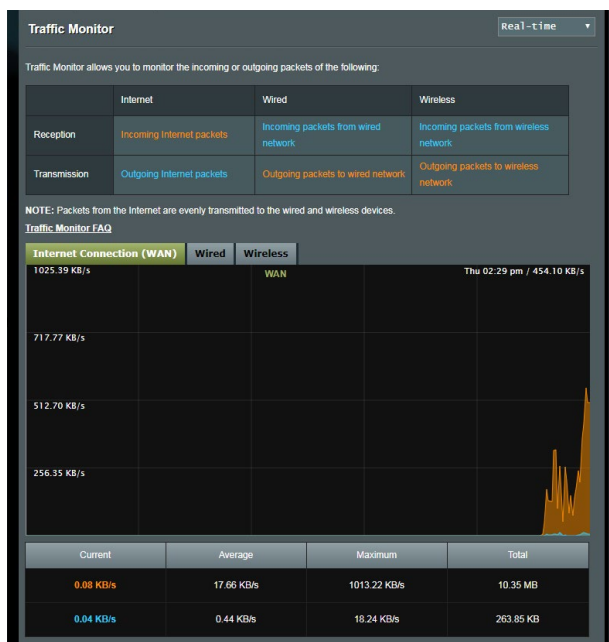 Traffic Monitor
Real-time
Traffic Monitor allows you to monitor the incoming or outgoing packets of the following:
Internet Wired Wireless
Reception Incoming Internet packets Incoming packets from wired network Incoming packets from wireless network
Transmission Outgoing Internet packets Outgoing packets to wired network Outgoing packets to wireless network
NOTE: Packets from the Internet are evenly transmitted to the wired and wireless devices.
Traffic Monitor FAQ
Internet Connection (WAN) Wired Wireless
1025.39 KB/s WAN Thu 02:29 pm / 454.10 KB/s
717.77 KB/s
512.70 KB/s
256.35 KB/s
Current Average Maximum Total
0.08 KB/s 17.66 KB/s 1013.22 KB/s 10.35 MB
0.04 KB/s 0.44 KB/s 18.24 KB/s 263.85 KB